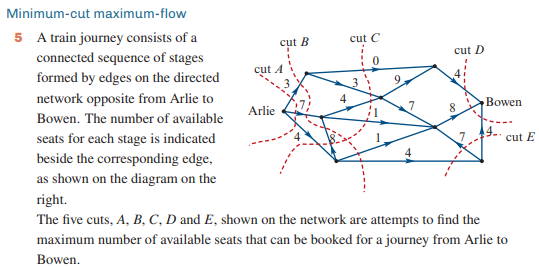 Minimum-cut maximum-flow
5 A train journey consists of a
connected sequence of stages
formed by edges on the directed
network opposite from Arlie to
Bowen. The number of available
seats for each stage is indicated
beside the corresponding edge,
as shown on the diagram on the
right.
cut B cut C
cut D
cut A 0
3 3 9 4
7 4 7 8 Bowen
Arlie 1
4 8 1 7 4 cut E
4
The five cuts, A, B, C, D and E, shown on the network are attempts to find the
maximum number of available seats that can be booked for a journey from Arlie to
Bowen.